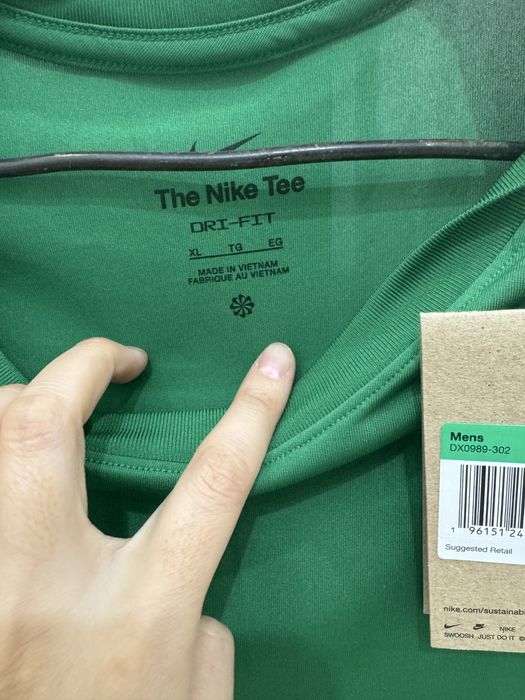 The Nike Tee
DRI-FIT
XL TG EG
MADE IN VIETNAM
FABRIQUE AU VIETNAM
Mens
DX0989-302
1 96151 24
Suggested Retail
nike.com/sustainabi
NIKE
SWOOSH JUST DO IT ©